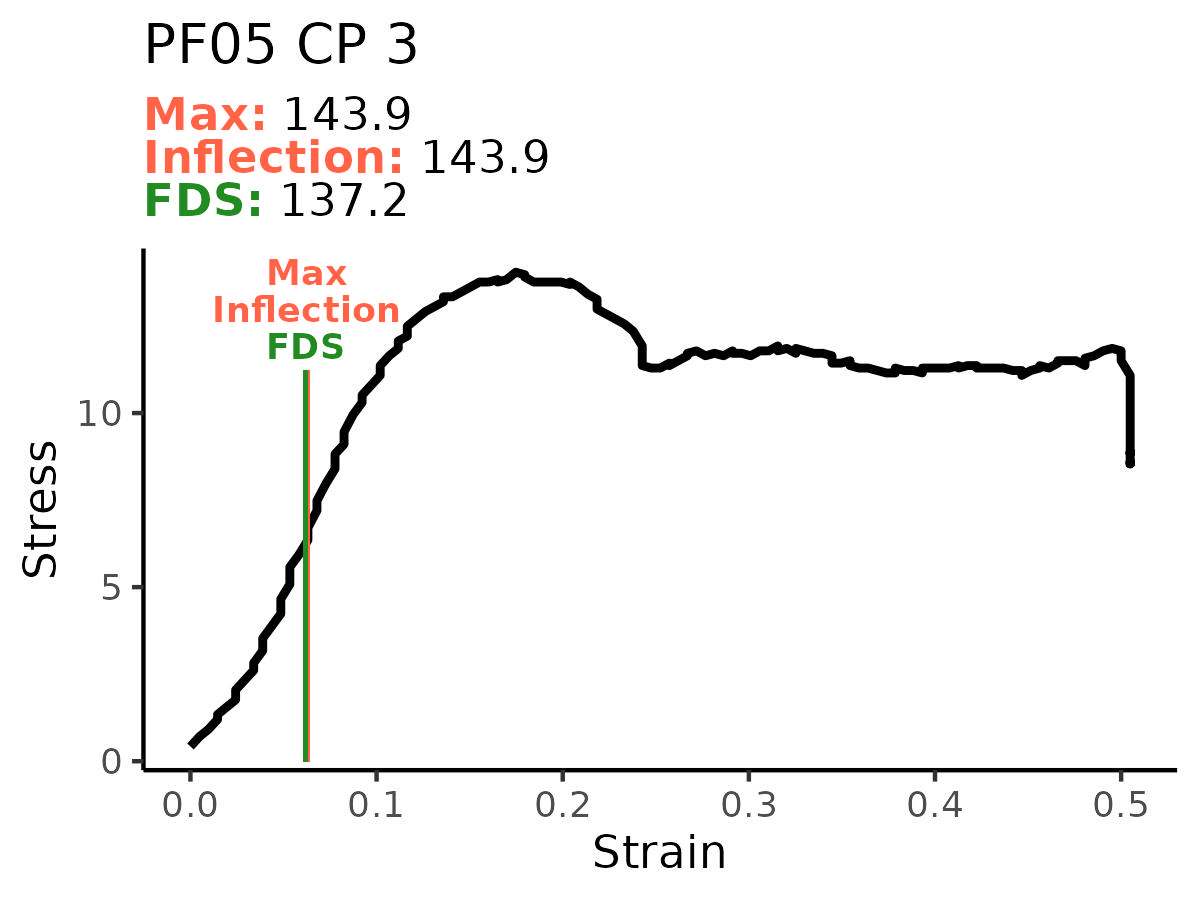 PF05 CP 3
Max: 143.9
Inflection: 143.9
FDS: 137.2
Max
Inflection
FDS
10
5
0
Stress
0.0 0.1 0.2 0.3 0.4 0.5
Strain